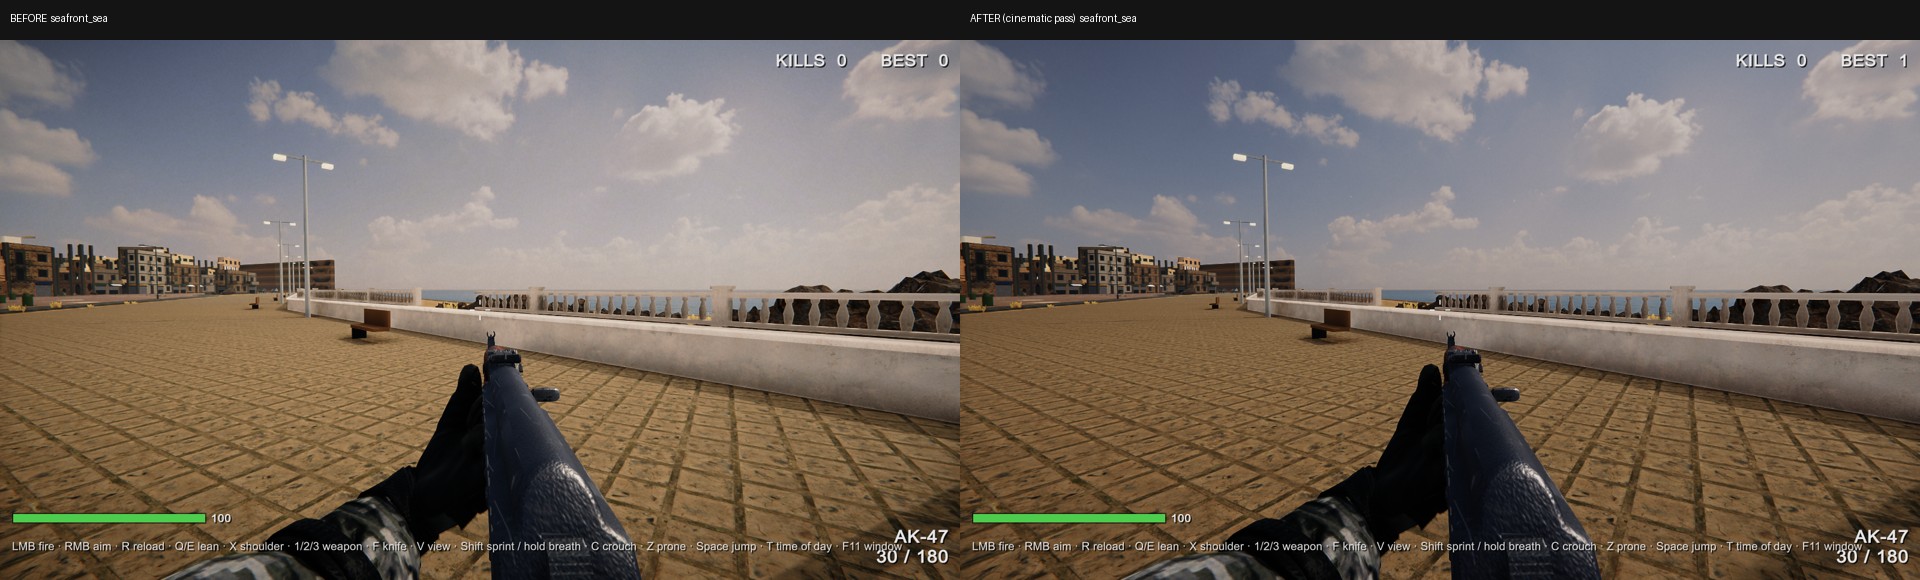 BEFORE seafront_sea
AFTER (cinematic pass) seafront_sea
KILLS 0 BEST 0
KILLS 0 BEST 1
100
AK-47
LMB fire · RMB aim · R reload · Q/E lean · X shoulder · 1/2/3 weapon · F knife · V view · Shift sprint / hold breath · C crouch · Z prone · Space jump · T time of day · F11 window
30 / 180
100
AK-47
LMB fire · RMB aim · R reload · Q/E lean · X shoulder · 1/2/3 weapon · F knife · V view · Shift sprint / hold breath · C crouch · Z prone · Space jump · T time of day · F11 window
30 / 180